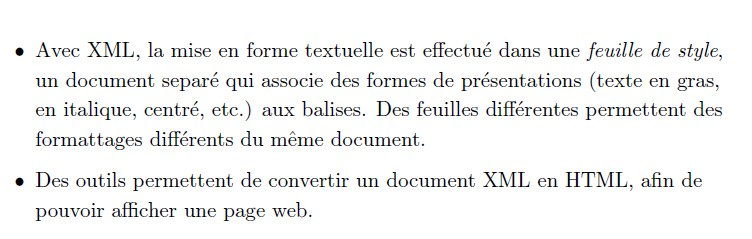 • Avec XML, la mise en forme textuelle est effectué dans une feuille de style,
un document separé qui associe des formes de présentations (texte en gras,
en italique, centré, etc.) aux balises. Des feuilles différentes permettent des
formattages différents du même document.
• Des outils permettent de convertir un document XML en HTML, afin de
pouvoir afficher une page web.